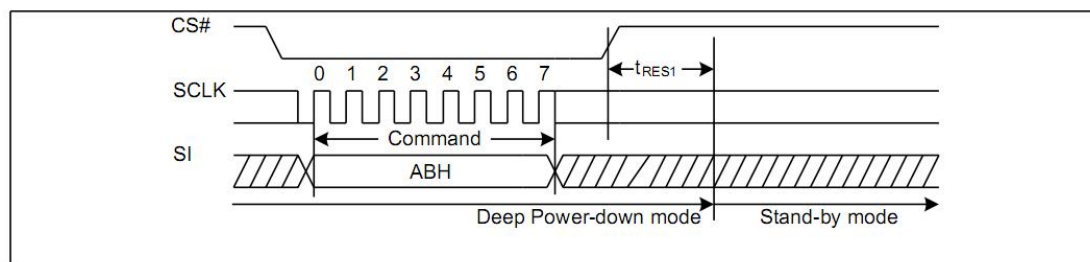 CS#
tRES1
0 1 2 3 4 5 6 7
SCLK
Command
SI
ABH
Deep Power-down mode Stand-by mode